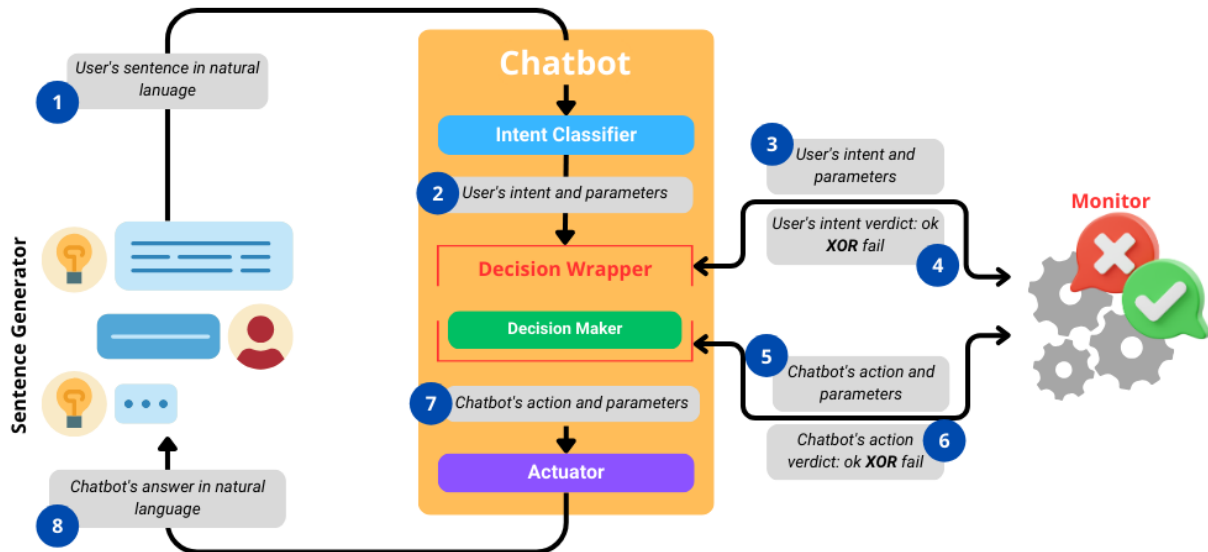 User's sentence in natural
lanuage
1
Chatbot
Intent Classifier
2
User's intent and parameters
3
User's intent and
parameters
User's intent verdict: ok
XOR fail
4
Monitor
Decision Wrapper
Decision Maker
5
Chatbot's action and
parameters
Chatbot's action
verdict: ok XOR fail
6
7
Chatbot's action and parameters
Actuator
Sentence Generator
Chatbot's answer in natural
language
8